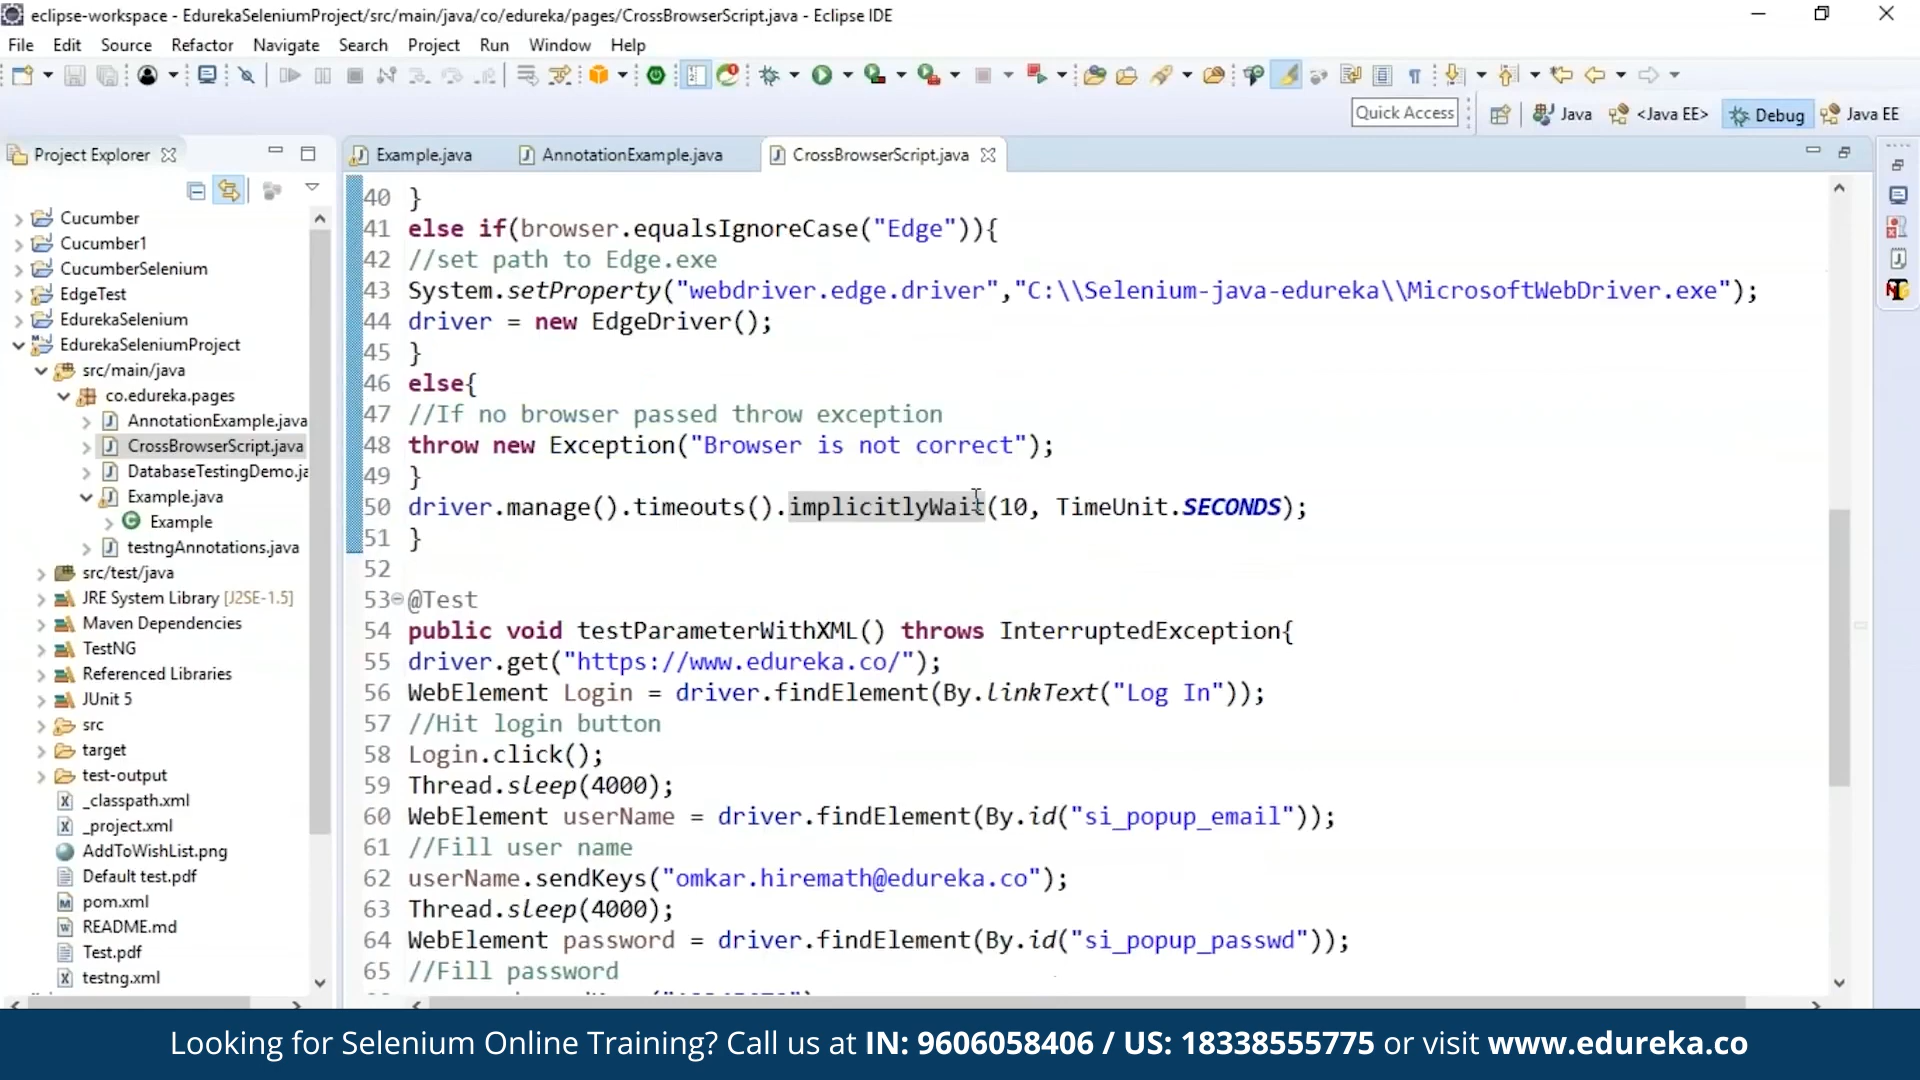 eclipse-workspace - EdurekaSeleniumProject/src/main/java/co/edureka/pages/CrossBrowserScript.java - Eclipse IDE
File Edit Source Refactor Navigate Search Project Run Window Help
Quick Access Java <Java EE> Debug Java EE
Project Explorer
Example.java AnnotationExample.java CrossBrowserScript.java
Cucumber
Cucumber1
CucumberSelenium
EdgeTest
EdurekaSelenium
EdurekaSeleniumProject
src/main/java
co.edureka.pages
AnnotationExample.java
CrossBrowserScript.java
DatabaseTestingDemo.ja
Example.java
Example
testngAnnotations.java
src/test/java
JRE System Library [J2SE-1.5]
Maven Dependencies
TestNG
Referenced Libraries
JUnit 5
src
target
test-output
_classpath.xml
_project.xml
AddToWishList.png
Default test.pdf
pom.xml
README.md
Test.pdf
testng.xml
40 }
41 else if(browser.equalsIgnoreCase("Edge")){
42 //set path to Edge.exe
43 System.setProperty("webdriver.edge.driver","C:\\Selenium-java-edureka\\MicrosoftWebDriver.exe");
44 driver = new EdgeDriver();
45 }
46 else{
47 //If no browser passed throw exception
48 throw new Exception("Browser is not correct");
49 }
50 driver.manage().timeouts().implicitlyWait(10, TimeUnit.SECONDS);
51 }
52
53 @Test
54 public void testParameterWithXML() throws InterruptedException{
55 driver.get("https://www.edureka.co/");
56 WebElement Login = driver.findElement(By.linkText("Log In"));
57 //Hit login button
58 Login.click();
59 Thread.sleep(4000);
60 WebElement userName = driver.findElement(By.id("si_popup_email"));
61 //Fill user name
62 userName.sendKeys("omkar.hiremath@edureka.co");
63 Thread.sleep(4000);
64 WebElement password = driver.findElement(By.id("si_popup_passwd"));
65 //Fill password
Looking for Selenium Online Training? Call us at IN: 9606058406 / US: 18338555775 or visit www.edureka.co